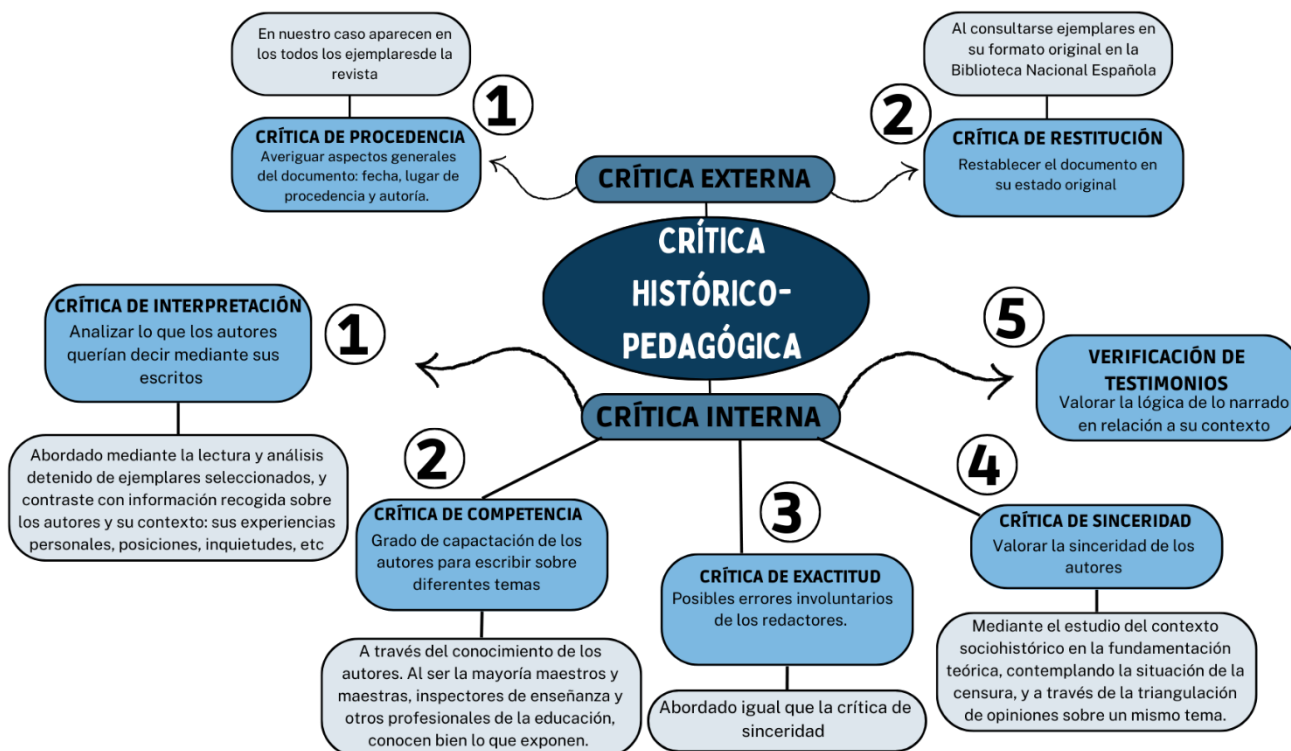 En nuestro caso aparecen en
los todos los ejemplaresde la
revista
1
CRÍTICA DE PROCEDENCIA
Averiguar aspectos generales
del documento: fecha, lugar de
procedencia y autoría.
Al consultarse ejemplares en
su formato original en la
Biblioteca Nacional Española
2
CRÍTICA DE RESTITUCIÓN
Restablecer el documento en
su estado original
CRÍTICA EXTERNA
CRÍTICA
HISTÓRICO-
PEDAGÓGICA
CRÍTICA INTERNA
CRÍTICA DE INTERPRETACIÓN
Analizar lo que los autores
querían decir mediante sus
escritos
1
Abordado mediante la lectura y análisis
detenido de ejemplares seleccionados, y
contraste con información recogida sobre
los autores y su contexto: sus experiencias
personales, posiciones, inquietudes, etc
2
CRÍTICA DE COMPETENCIA
Grado de capactación de los
autores para escribir sobre
diferentes temas
A través del conocimiento de los
autores. Al ser la mayoría maestros y
maestras, inspectores de enseñanza y
otros profesionales de la educación,
conocen bien lo que exponen.
3
CRÍTICA DE EXACTITUD
Posibles errores involuntarios
de los redactores.
Abordado igual que la crítica de
sinceridad
4
CRÍTICA DE SINCERIDAD
Valorar la sinceridad de los
autores
Mediante el estudio del contexto
sociohistórico en la fundamentación
teórica, contemplando la situación de la
censura, y a través de la triangulación
de opiniones sobre un mismo tema.
5
VERIFICACIÓN DE
TESTIMONIOS
Valorar la lógica de lo narrado
en relación a su contexto